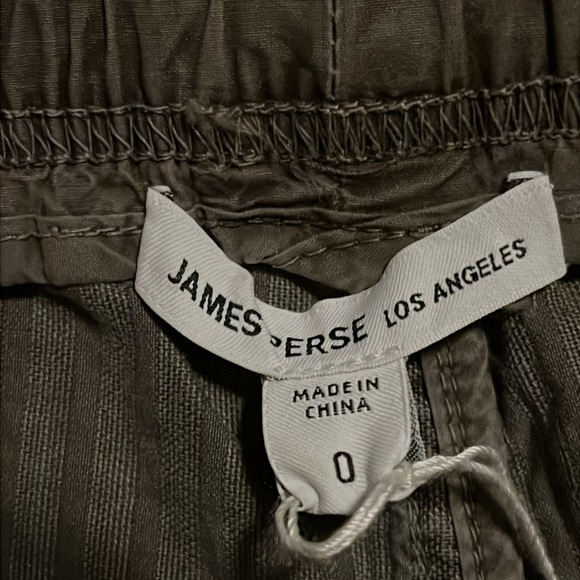 JAMES PERSE LOS ANGELES
MADE IN
CHINA
0